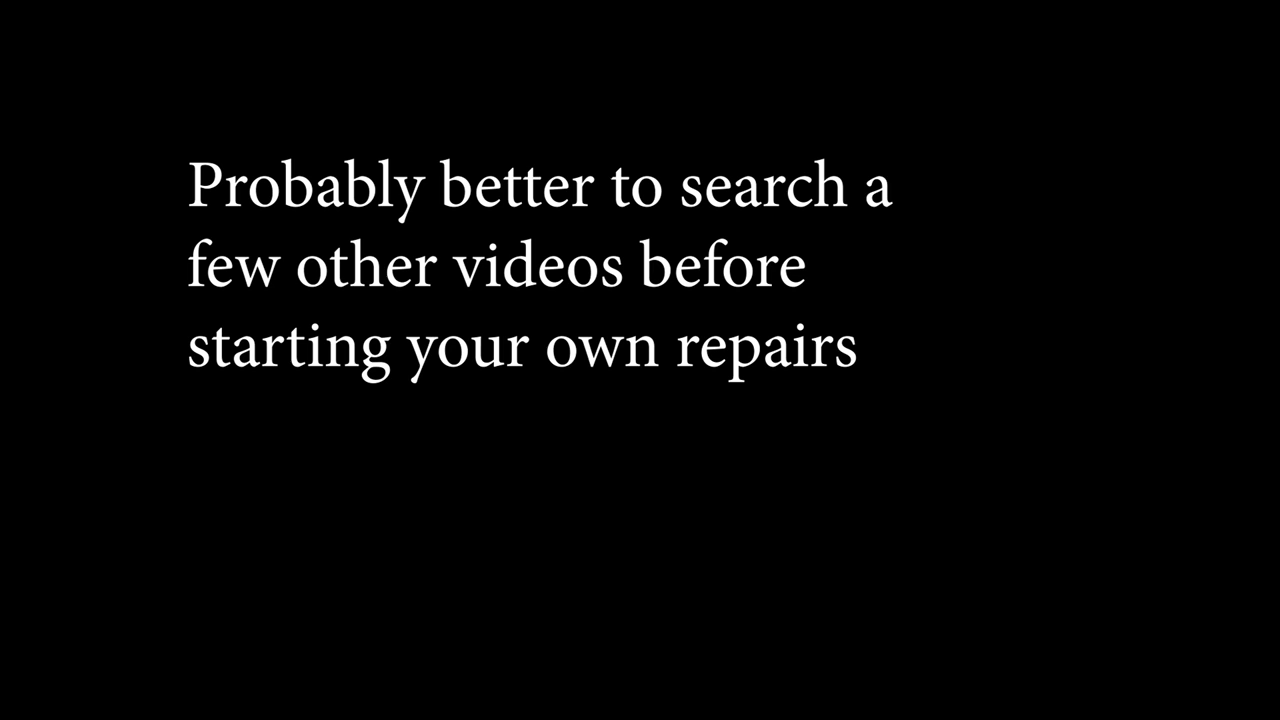 Probably better to search a
few other videos before
starting your own repairs